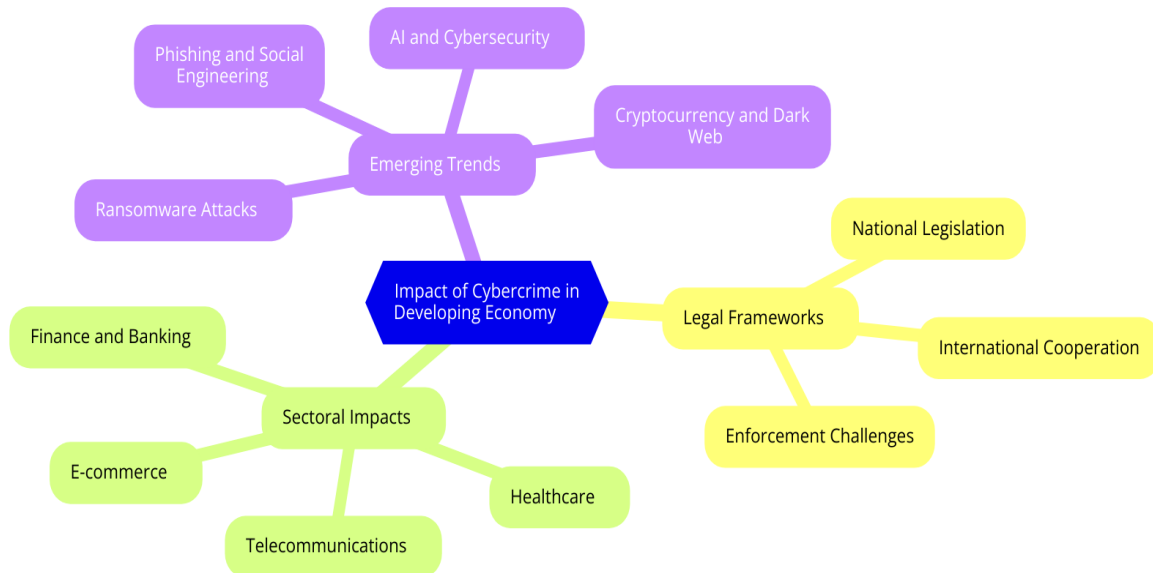 AI and Cybersecurity
Phishing and Social
Engineering
Cryptocurrency and Dark
Web
Emerging Trends
Ransomware Attacks
National Legislation
Impact of Cybercrime in
Developing Economy
Legal Frameworks
International Cooperation
Enforcement Challenges
Finance and Banking
Sectoral Impacts
E-commerce
Healthcare
Telecommunications